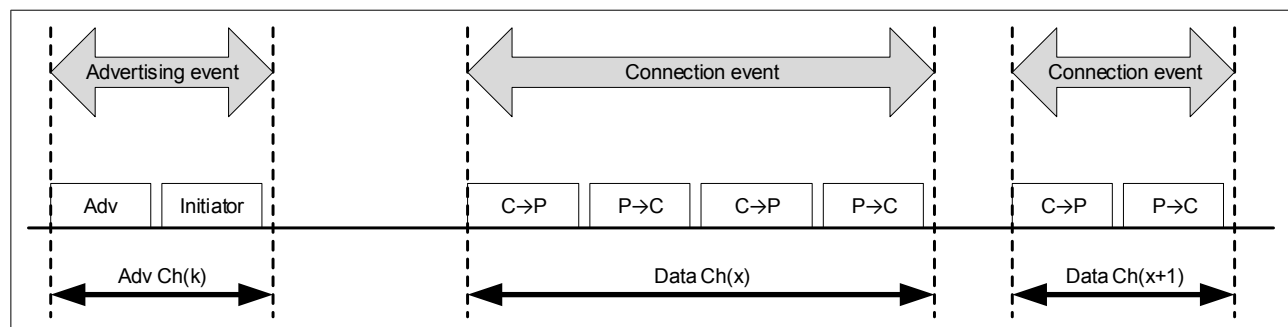 Advertising event
Connection event
Connection event
Adv
Initiator
C→P
P→C
C→P
P→C
C→P
P→C
Adv Ch(k)
Data Ch(x)
Data Ch(x+1)